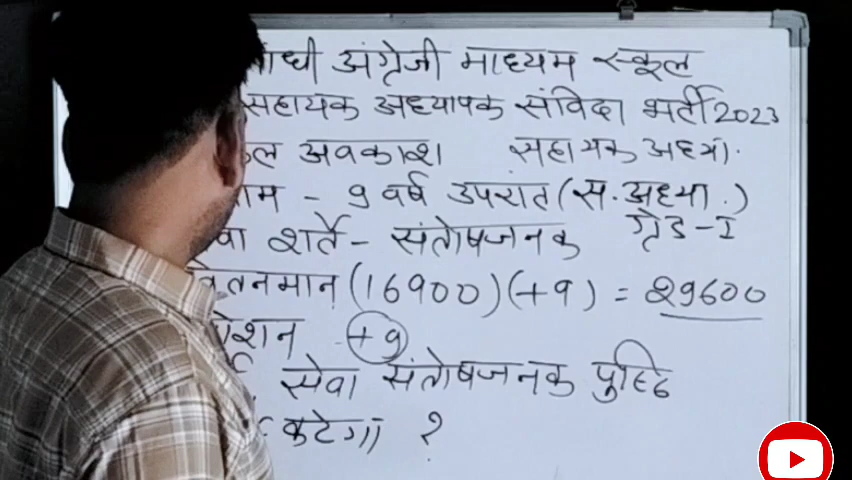 गांधी अंग्रेजी माध्यम स्कूल
सहायक अध्यापक संविदा भर्ती 2023
अवकाश सहायक अध्या.
- 9 वर्ष उपरांत (स. अध्या.)
शर्ते - संतोषजनक ग्रेड-I
वेतनमान (16900) (+9) = 29600
+9
सेवा संतोषजनक पुष्टि
कटेगा ?